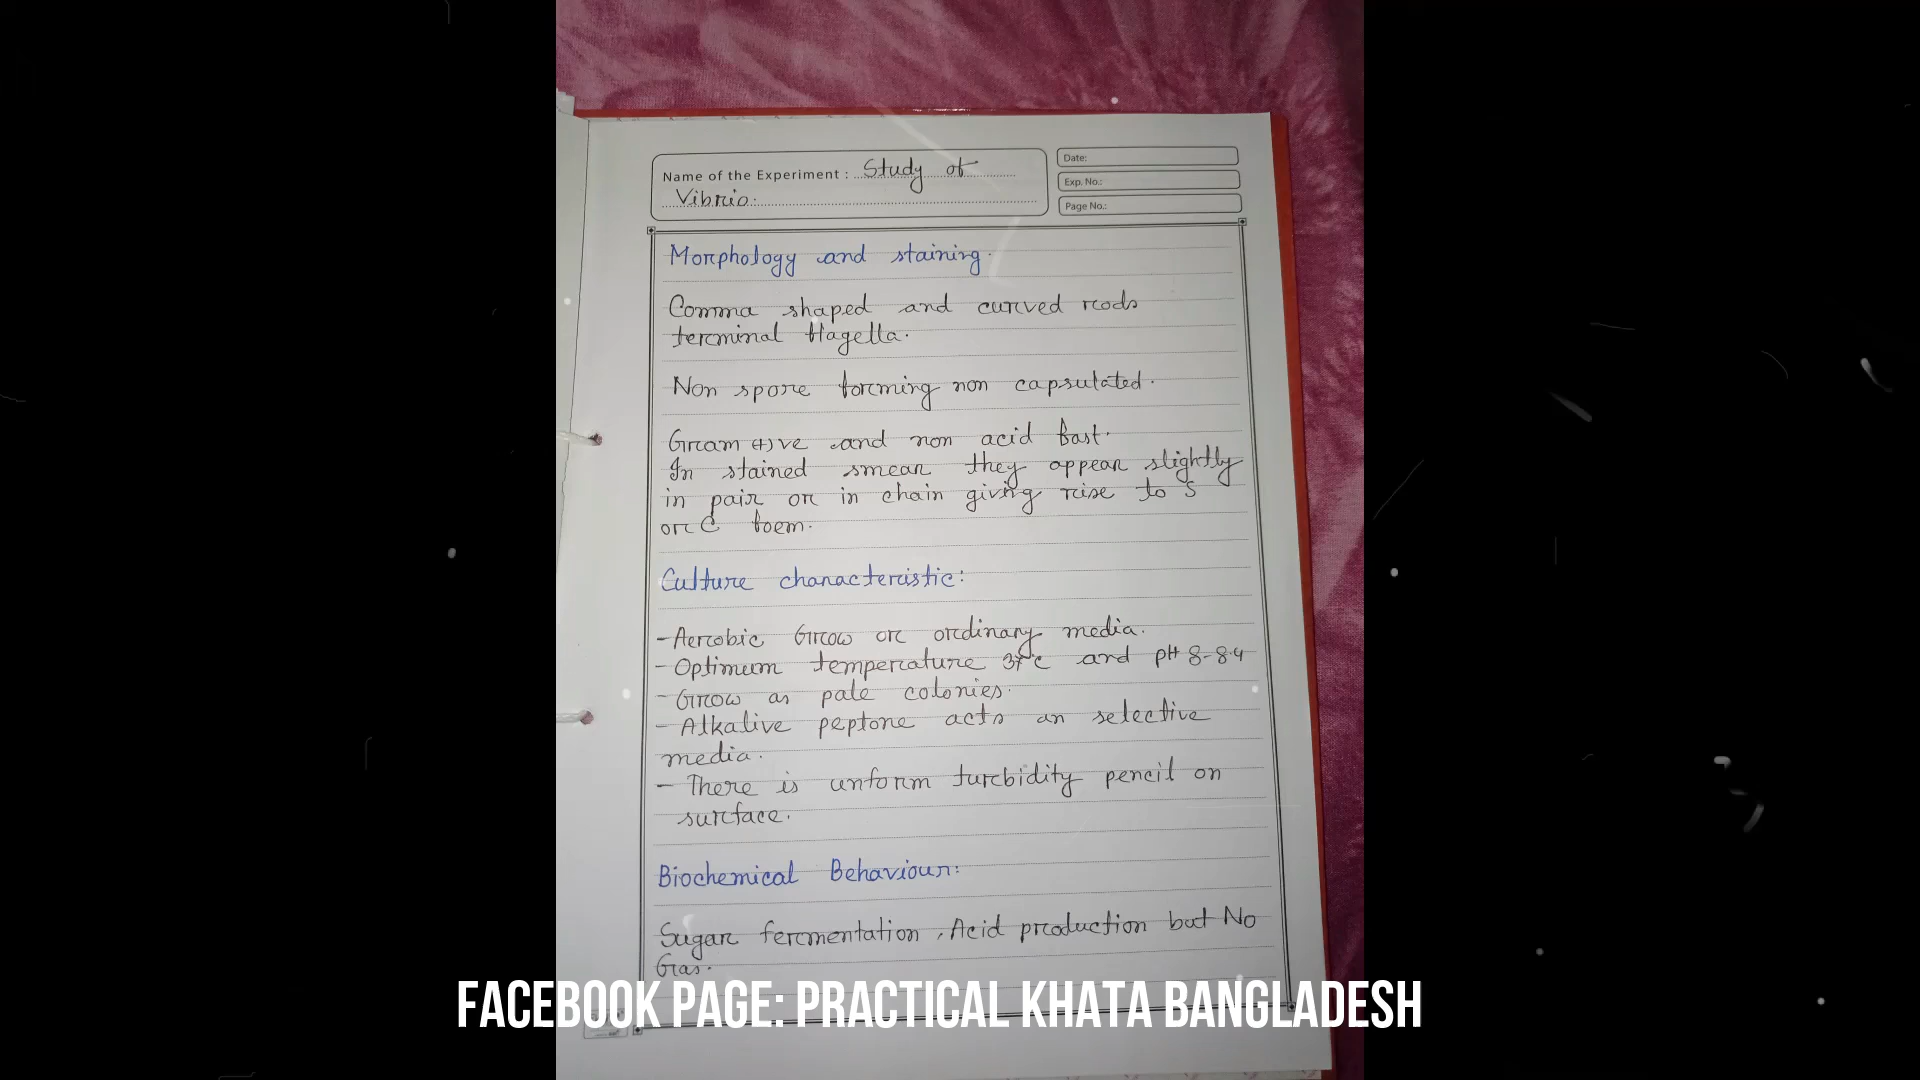 Name of the Experiment : Study of
Vibrio.
Date:
Exp. No.:
Page No.:
Morphology and staining.
Comma shaped and curved rods
terminal flagella.
Non spore forming non capsulated.
Gram (+)ve and non acid fast.
In stained smear they appear slightly
in pair or in chain giving rise to S
or C foem.
Culture characteristic:
- Aerobic Grow or ordinary media.
- Optimum temperature 37°c and pH 8-8.4
- Grow as pale colonies.
- Alkalive peptone acts an selective
media.
- There is unform turbidity pencil on
surface.
Biochemical Behaviour:
Sugar fermentation, Acid production but No
Gas.
FACEBOOK PAGE: PRACTICAL KHATA BANGLADESH